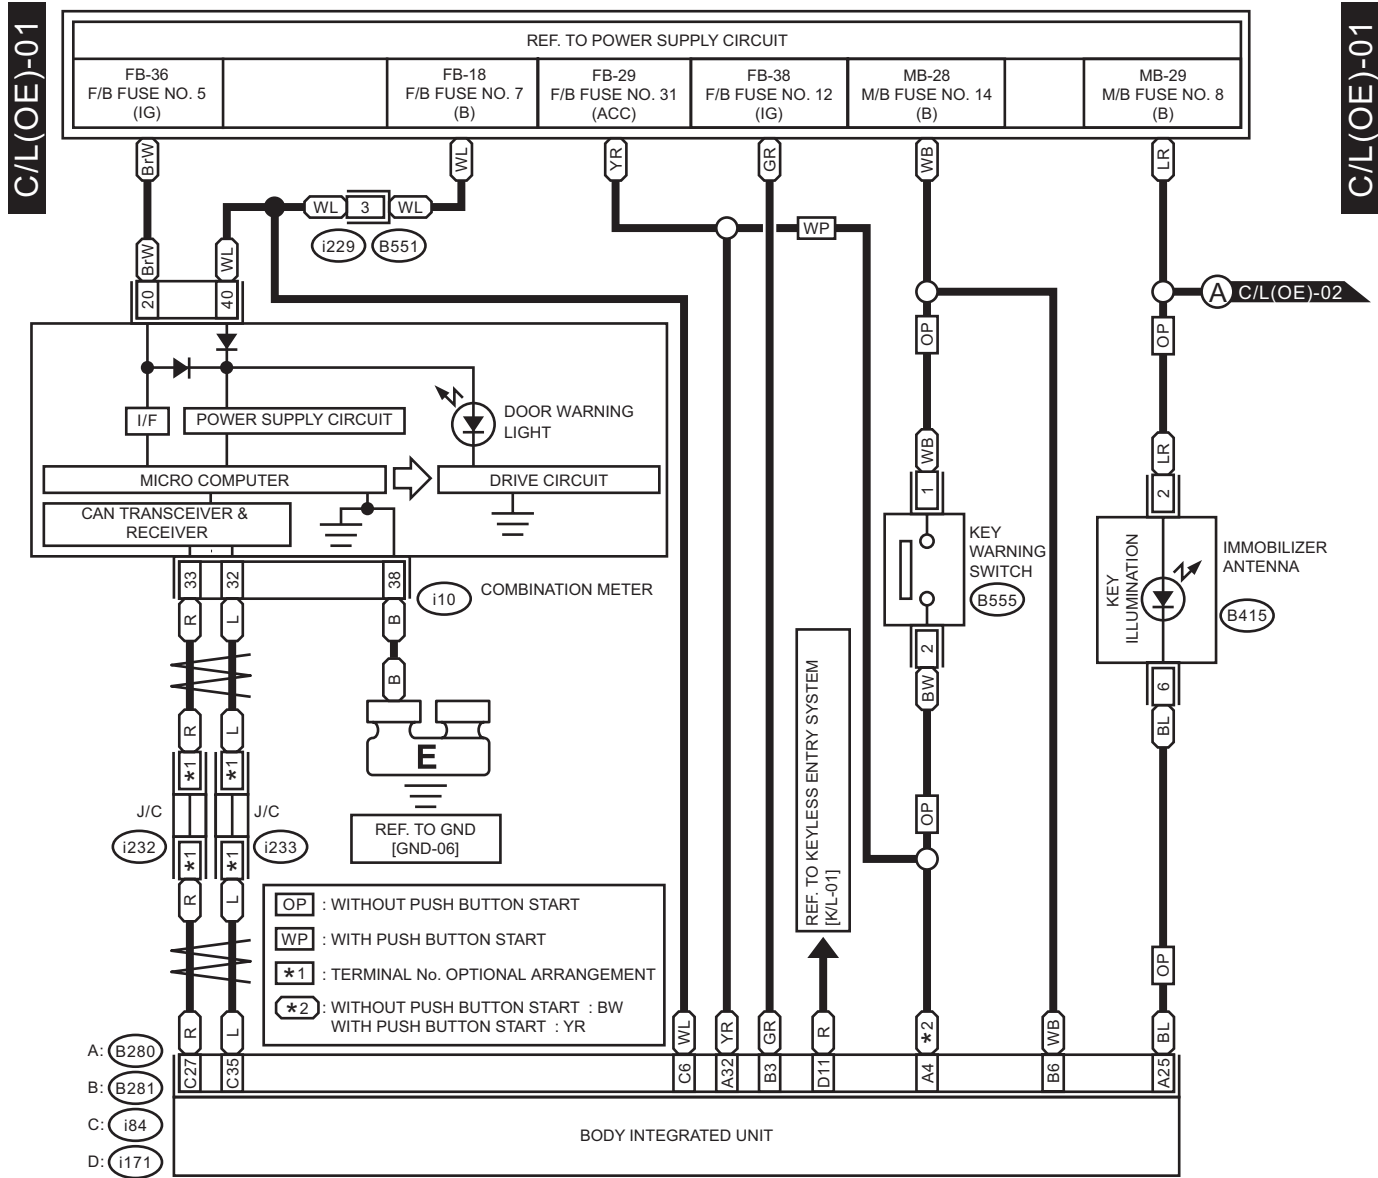 C/L(OE)-01
C/L(OE)-01
REF. TO POWER SUPPLY CIRCUIT
FB-36
F/B FUSE NO. 5
(IG)
FB-18
F/B FUSE NO. 7
(B)
FB-29
F/B FUSE NO. 31
(ACC)
FB-38
F/B FUSE NO. 12
(IG)
MB-28
M/B FUSE NO. 14
(B)
MB-29
M/B FUSE NO. 8
(B)
BrW
WL
YR
GR
WB
LR
WL 3 WL
i229 B551
WP
BrW
WL
20
40
A C/L(OE)-02
OP
OP
I/F
POWER SUPPLY CIRCUIT
DOOR WARNING
LIGHT
MICRO COMPUTER
DRIVE CIRCUIT
CAN TRANSCEIVER &
RECEIVER
WB
LR
1
2
KEY
WARNING
SWITCH
B555
KEY
ILLUMINATION
IMMOBILIZER
ANTENNA
B415
33
32
38
i10
COMBINATION METER
R
L
B
B
2
BW
6
BL
R
L
*1
*1
J/C
J/C
i232
i233
*1
*1
R
L
E
REF. TO GND
[GND-06]
REF. TO KEYLESS ENTRY SYSTEM
[K/L-01]
OP
OP
OP : WITHOUT PUSH BUTTON START
WP : WITH PUSH BUTTON START
*1 : TERMINAL No. OPTIONAL ARRANGEMENT
*2 : WITHOUT PUSH BUTTON START : BW
WITH PUSH BUTTON START : YR
R
L
WL
YR
GR
R
*2
WB
BL
C27
C35
C6
A32
B3
D11
A4
B6
A25
A: B280
B: B281
C: i84
D: i171
BODY INTEGRATED UNIT